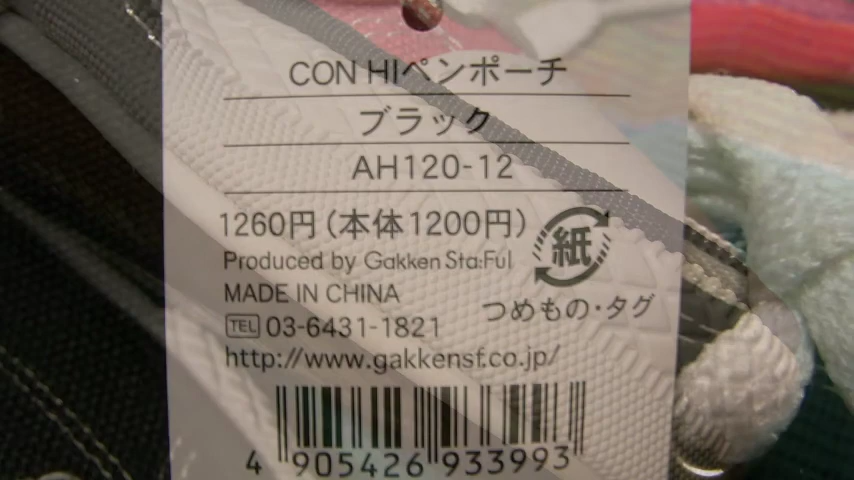 CON HIペンポーチ
ブラック
AH120-12
1260円(本体1200円)
Produced by Gakken Sta:Ful
MADE IN CHINA
TEL 03-6431-1821
http://www.gakkensf.co.jp/
紙
つめもの・タグ
4 905426 933993